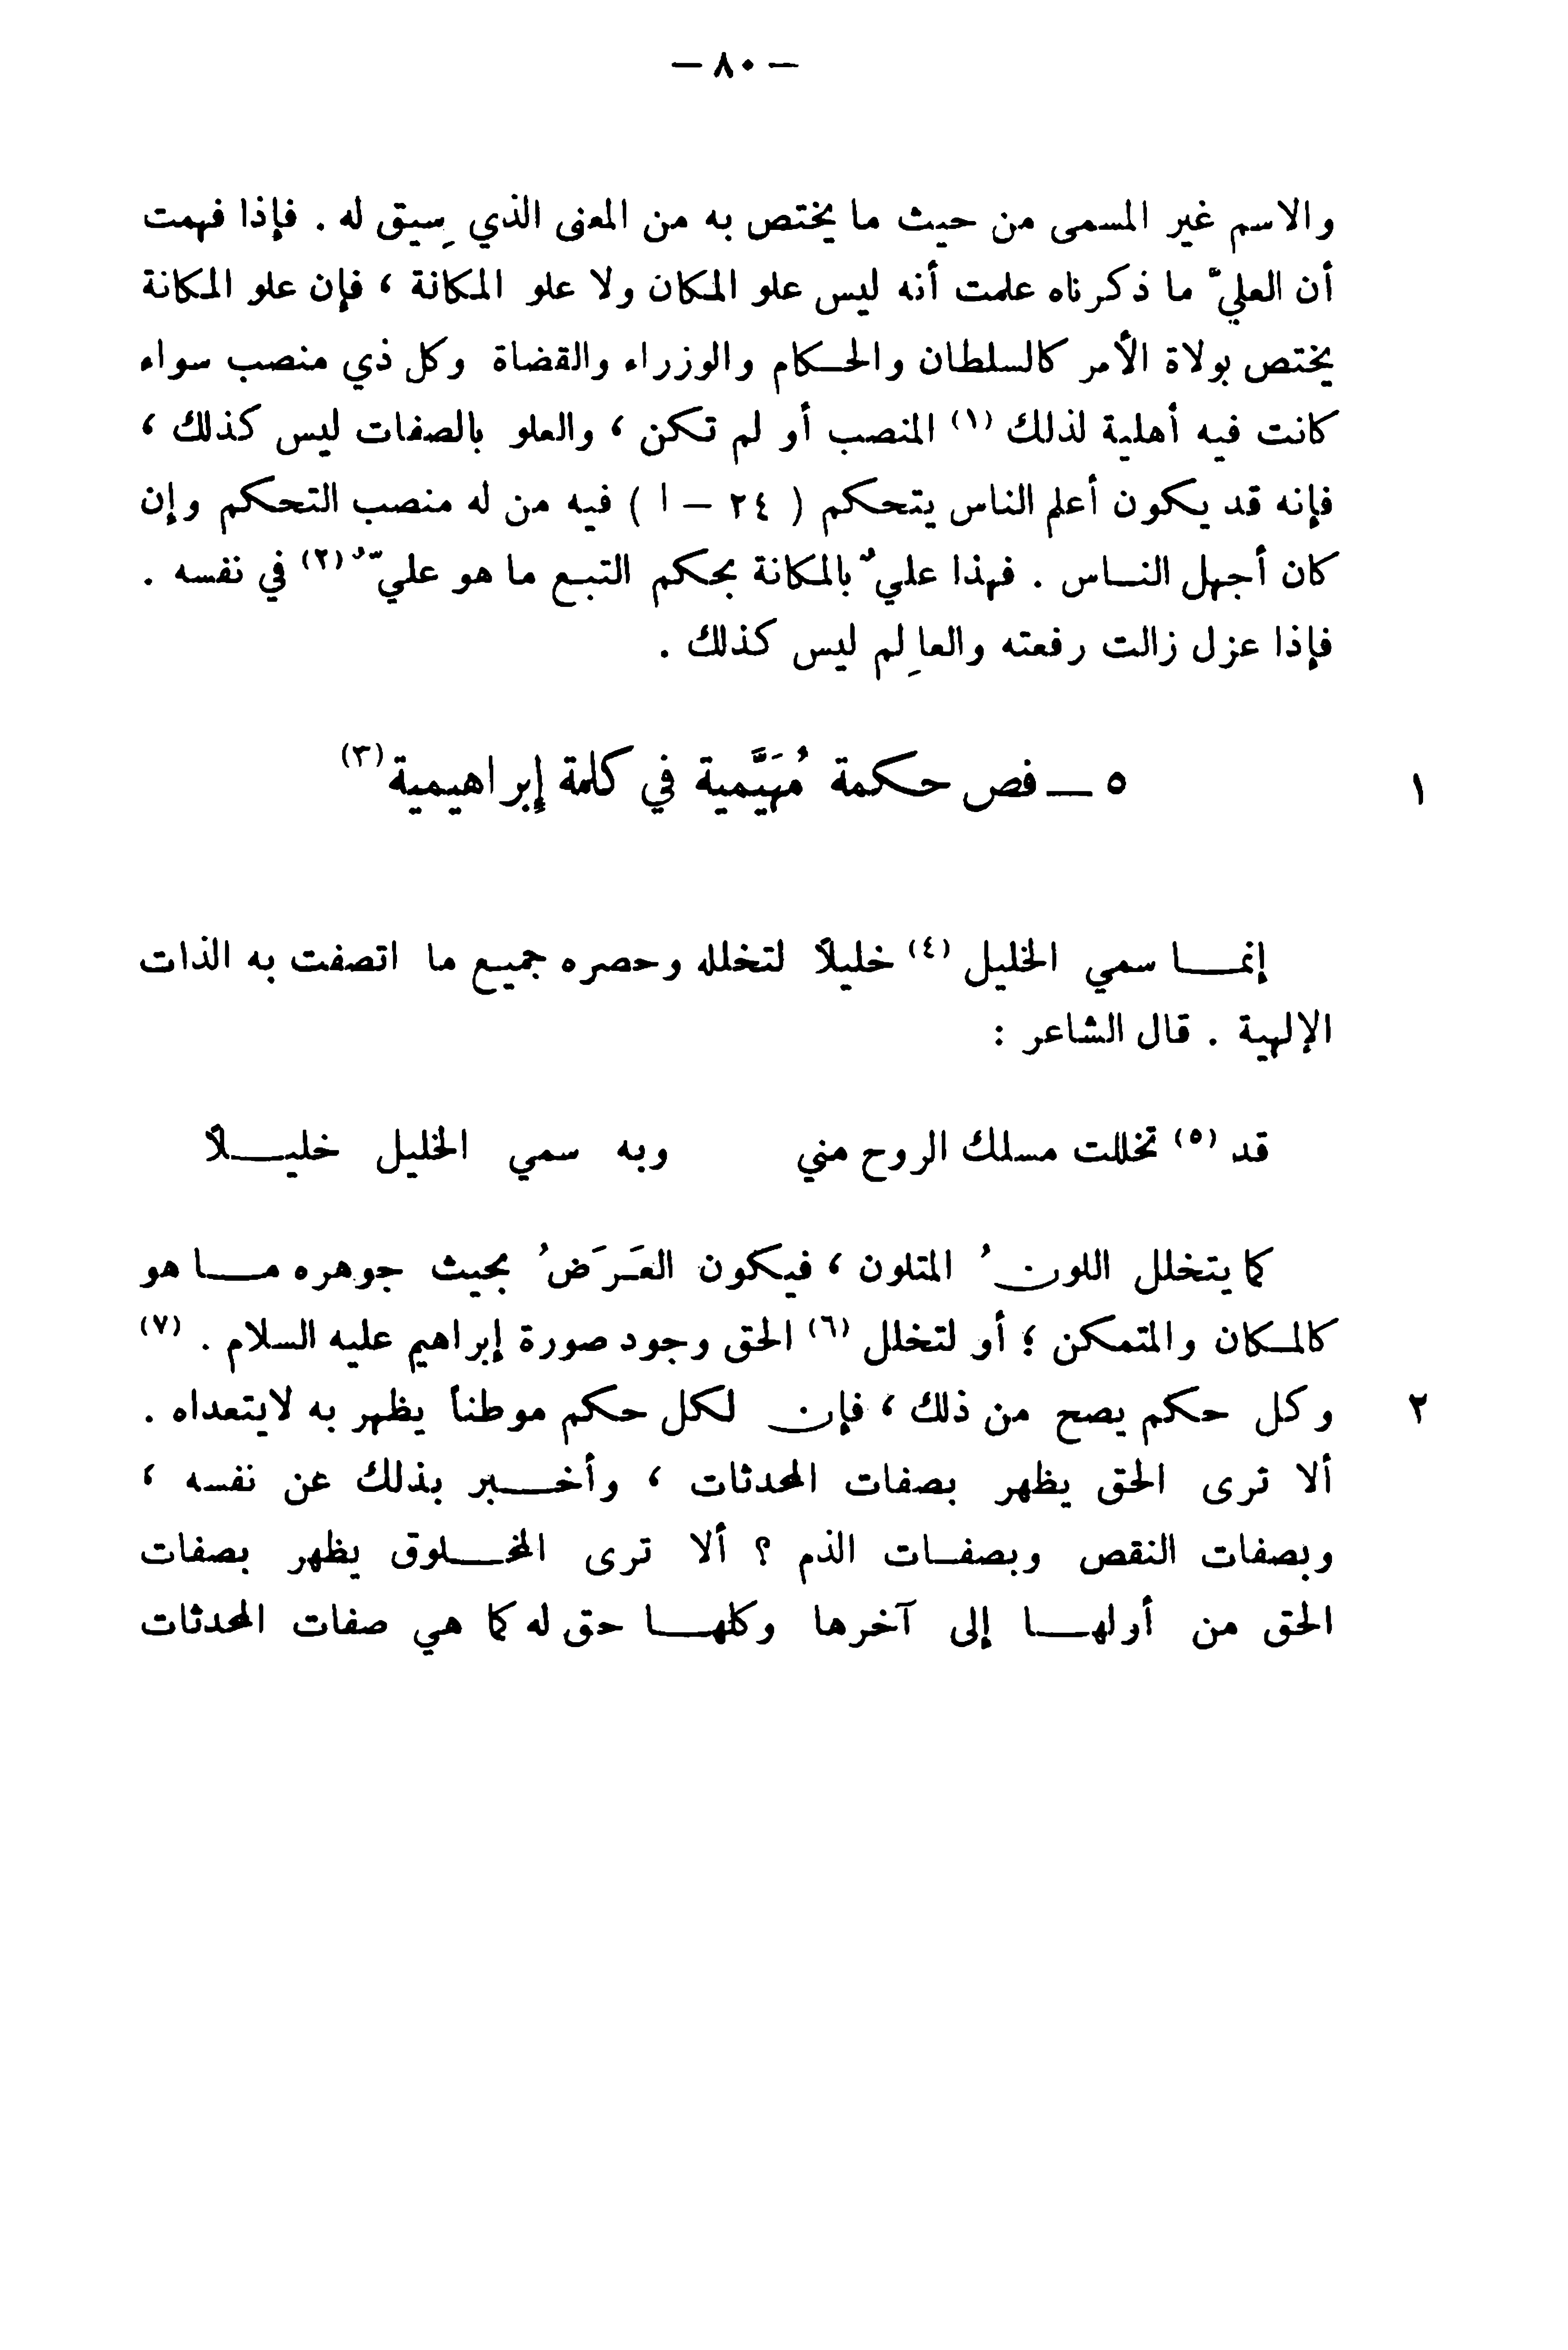 — ٨٠ —
والاسم غير المسمى من حيث ما يختص به من المعنى الذي سِيق له . فإذا فهمت
أن العليّ ما ذكرناه علمت أنه ليس علو المكان ولا علو المكانة ، فإن علو المكانة
يختص بولاة الأمر كالسلطان والحكام والوزراء والقضاة وكل ذي منصب سواء
كانت فيه أهلية لذلك (١) المنصب أو لم تكن ، والعلو بالصفات ليس كذلك ،
فإنه قد يكون أعلم الناس يتحكم ( ٢٤ – ا ) فيه من له منصب التحكم وإن
كان أجهل الناس . فهذا عليٌ بالمكانة بحكم التبع ما هو عليّ ٌ(٢) في نفسه .
فإذا عزل زالت رفعته والعالِم ليس كذلك .
١ ٥ – فص حكمة مُهَيَّمية في كلمة إبراهيمية (٣)
إنما سمي الخليل (٤) خليلاً لتخلله وحصره جميع ما اتصفت به الذات
الإلهية . قال الشاعر :
قد (٥) تخللت مسلك الروح مني وبه سمي الخليل خليلاً
كما يتخلل اللونُ المتلون ، فيكون العَرَضُ بحيث جوهره ما هو
كالمكان والمتمكن ؛ أو لتخلل (٦) الحق وجود صورة إبراهيم عليه السلام . (٧)
٢ وكل حكم يصح من ذلك ، فإن لكل حكم موطناً يظهر به لايتعداه .
ألا ترى الحق يظهر بصفات المحدثات ، وأخبر بذلك عن نفسه ،
وبصفات النقص وبصفات الذم ؟ ألا ترى المخلوق يظهر بصفات
الحق من أولها إلى آخرها وكلها حق له كما هي صفات المحدثات